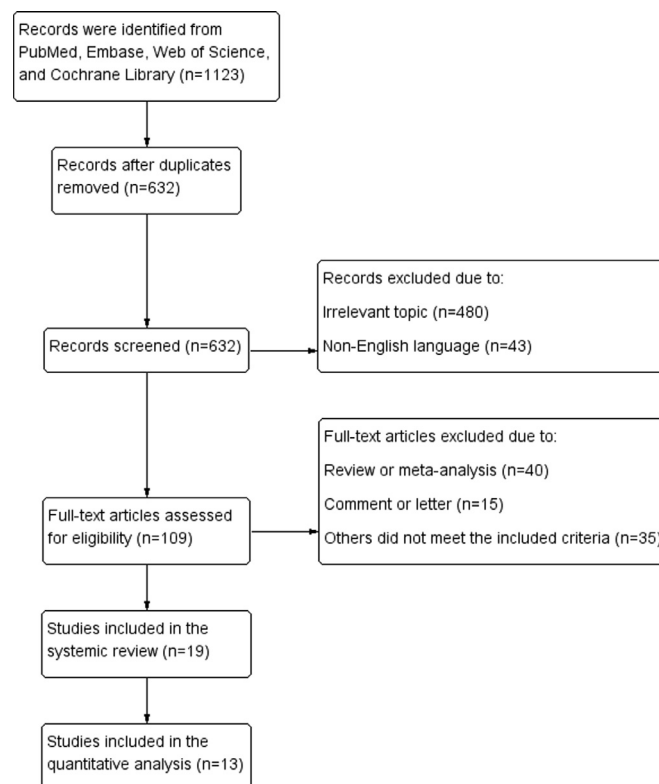 Records were identified from
PubMed, Embase, Web of Science,
and Cochrane Library (n=1123)
Records after duplicates
removed (n=632)
Records screened (n=632)
Records excluded due to:
Irrelevant topic (n=480)
Non-English language (n=43)
Full-text articles assessed
for eligibility (n=109)
Full-text articles excluded due to:
Review or meta-analysis (n=40)
Comment or letter (n=15)
Others did not meet the included criteria (n=35)
Studies included in the
systemic review (n=19)
Studies included in the
quantitative analysis (n=13)